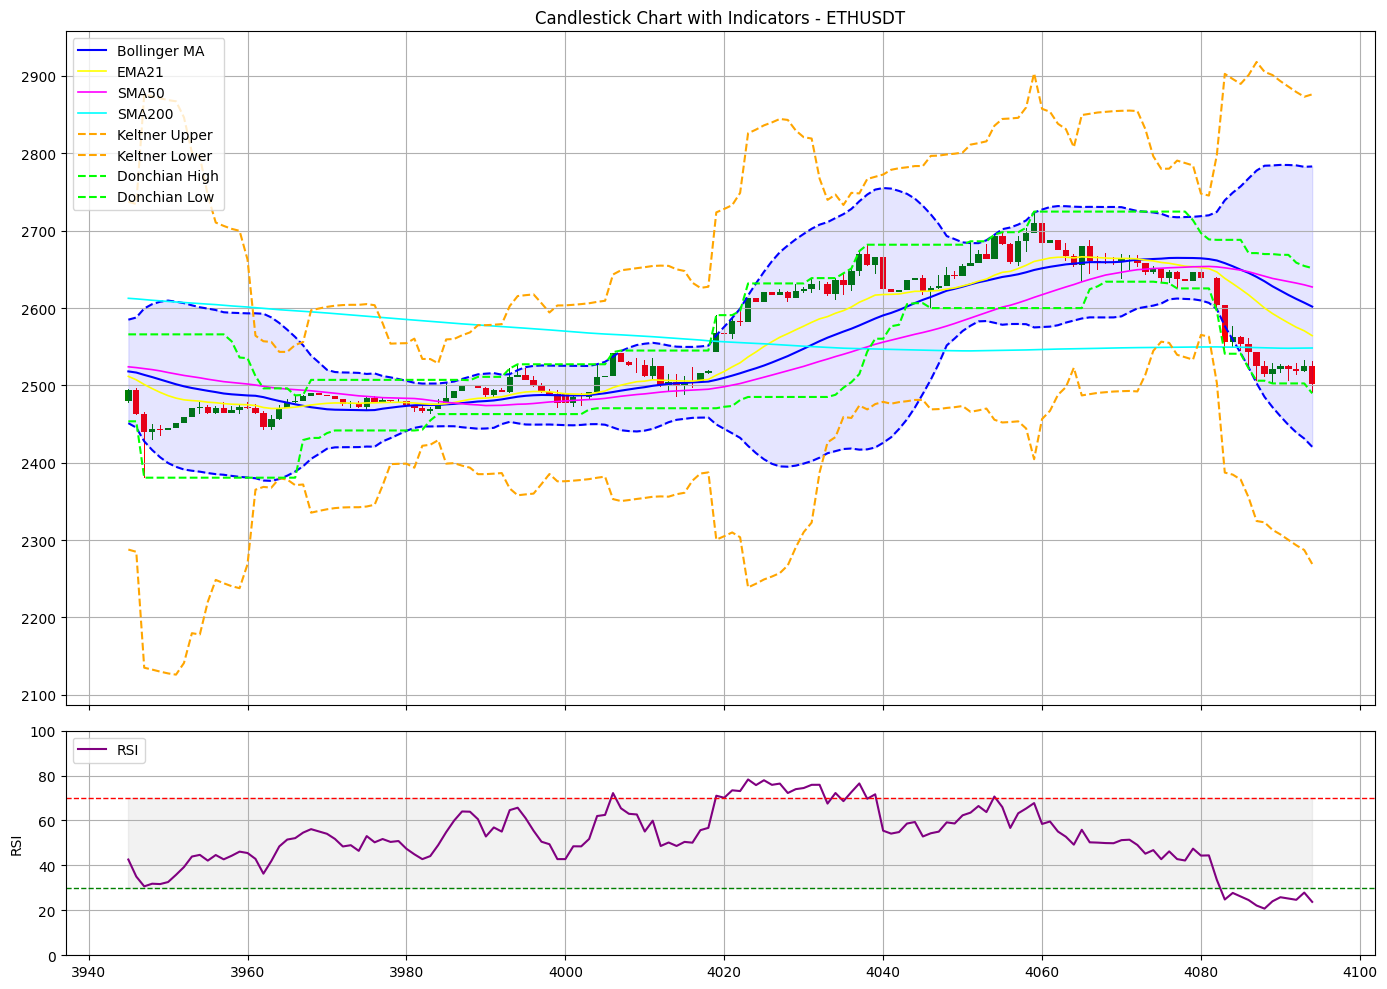 Candlestick Chart with Indicators - ETHUSDT
Bollinger MA
EMA21
SMA50
SMA200
Keltner Upper
Keltner Lower
Donchian High
Donchian Low
2900
2800
2700
2600
2500
2400
2300
2200
2100
RSI
100
80
60
40
20
0
RSI
3940
3960
3980
4000
4020
4040
4060
4080
4100